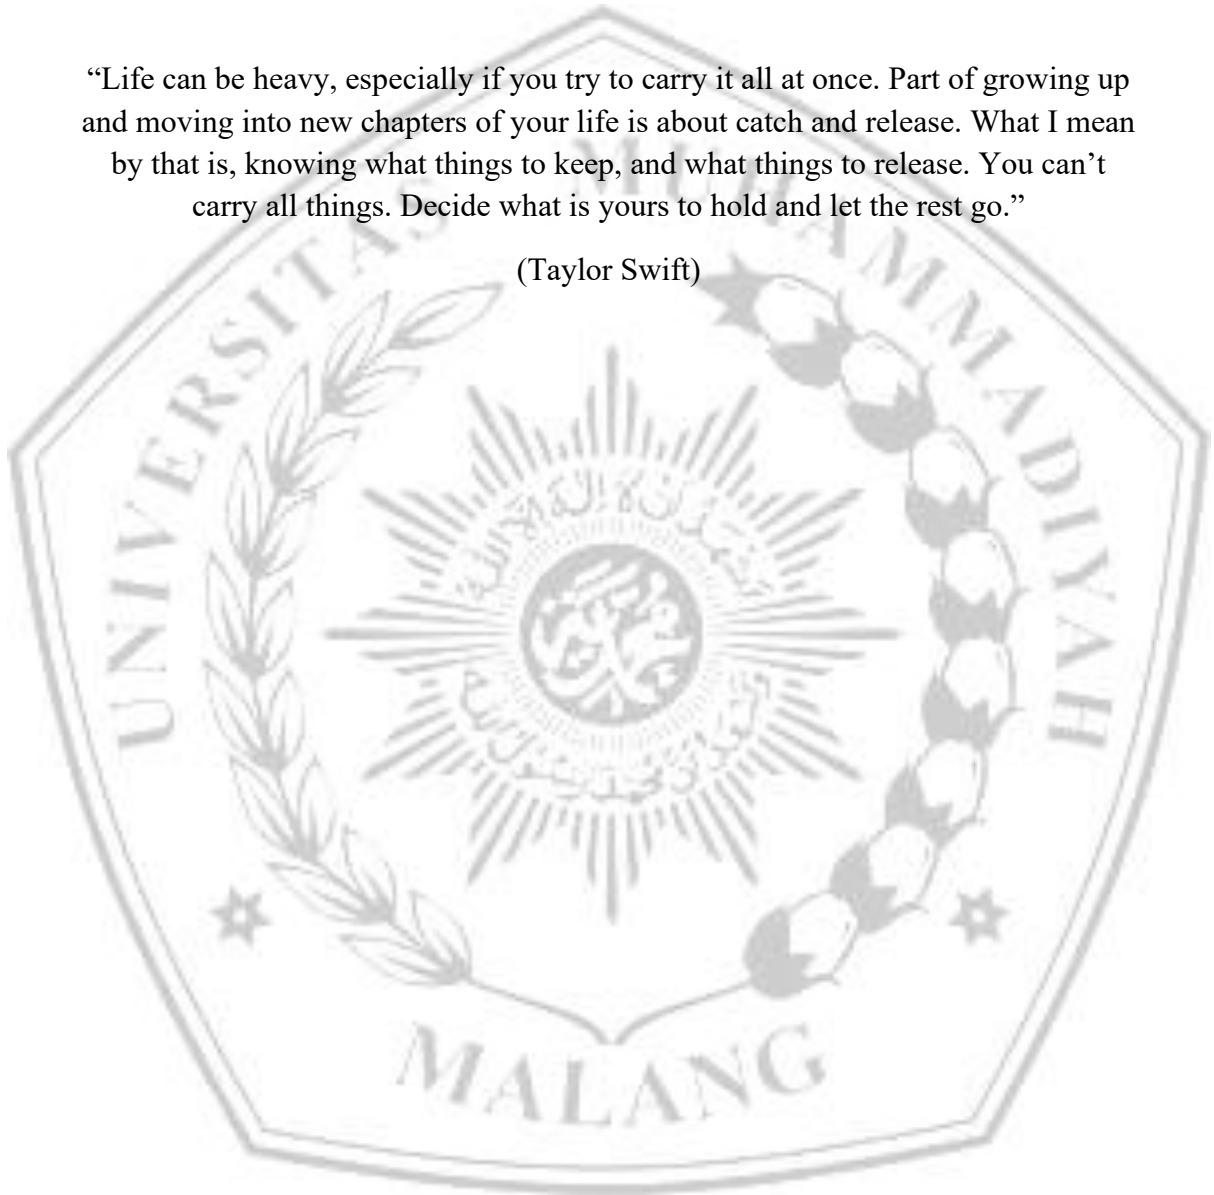 “Life can be heavy, especially if you try to carry it all at once. Part of growing up
and moving into new chapters of your life is about catch and release. What I mean
by that is, knowing what things to keep, and what things to release. You can’t
carry all things. Decide what is yours to hold and let the rest go.”
(Taylor Swift)
UNIVERSITAS MUHAMMADIYAH
MALANG